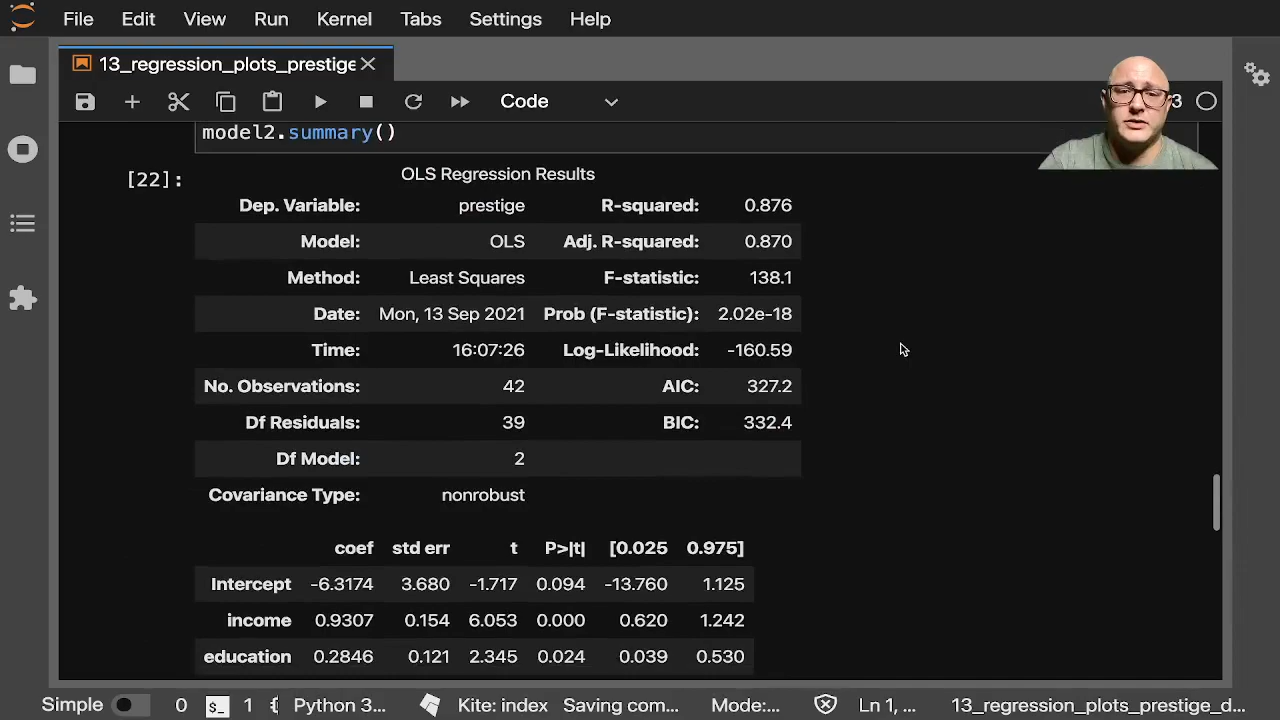 File Edit View Run Kernel Tabs Settings Help
13_regression_plots_prestige
Code
3
model2.summary()
[22]:
OLS Regression Results
Dep. Variable: prestige R-squared: 0.876
Model: OLS Adj. R-squared: 0.870
Method: Least Squares F-statistic: 138.1
Date: Mon, 13 Sep 2021 Prob (F-statistic): 2.02e-18
Time: 16:07:26 Log-Likelihood: -160.59
No. Observations: 42 AIC: 327.2
Df Residuals: 39 BIC: 332.4
Df Model: 2
Covariance Type: nonrobust
coef std err t P>|t| [0.025 0.975]
Intercept -6.3174 3.680 -1.717 0.094 -13.760 1.125
income 0.9307 0.154 6.053 0.000 0.620 1.242
education 0.2846 0.121 2.345 0.024 0.039 0.530
Simple 0 $_ 1 Python 3... Kite: index Saving com... Mode:... Ln 1, ... 13_regression_plots_prestige_d...